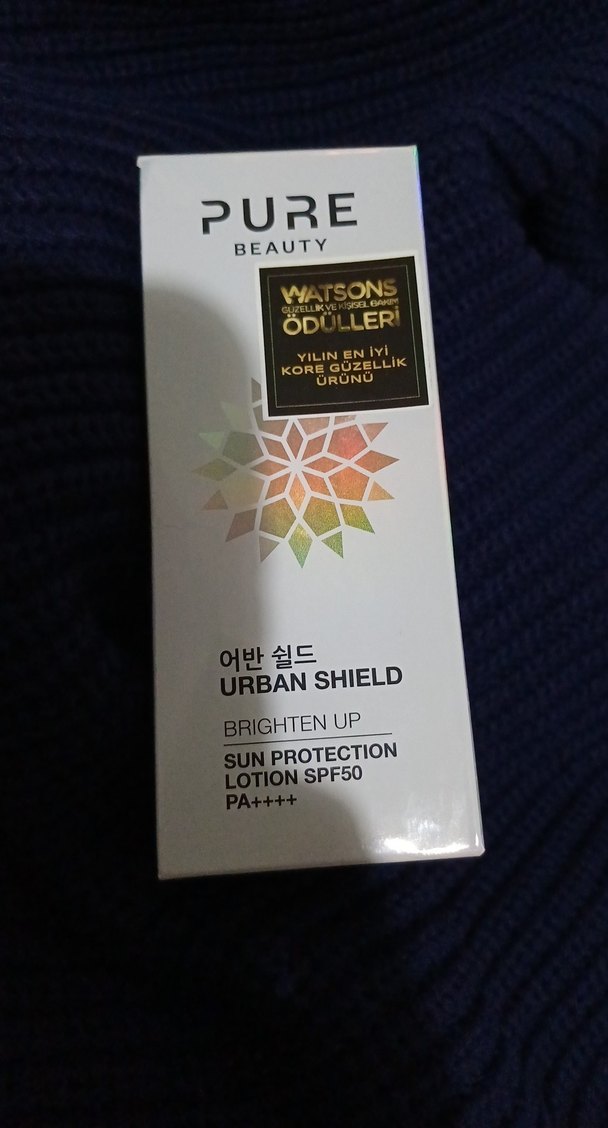 PURE
BEAUTY
WATSONS
GÜZELLİK VE KİŞİSEL BAKIM
ÖDÜLLERİ
YILIN EN İYİ
KORE GÜZELLİK
ÜRÜNÜ
어반 쉴드
URBAN SHIELD
BRIGHTEN UP
SUN PROTECTION
LOTION SPF50
PA++++